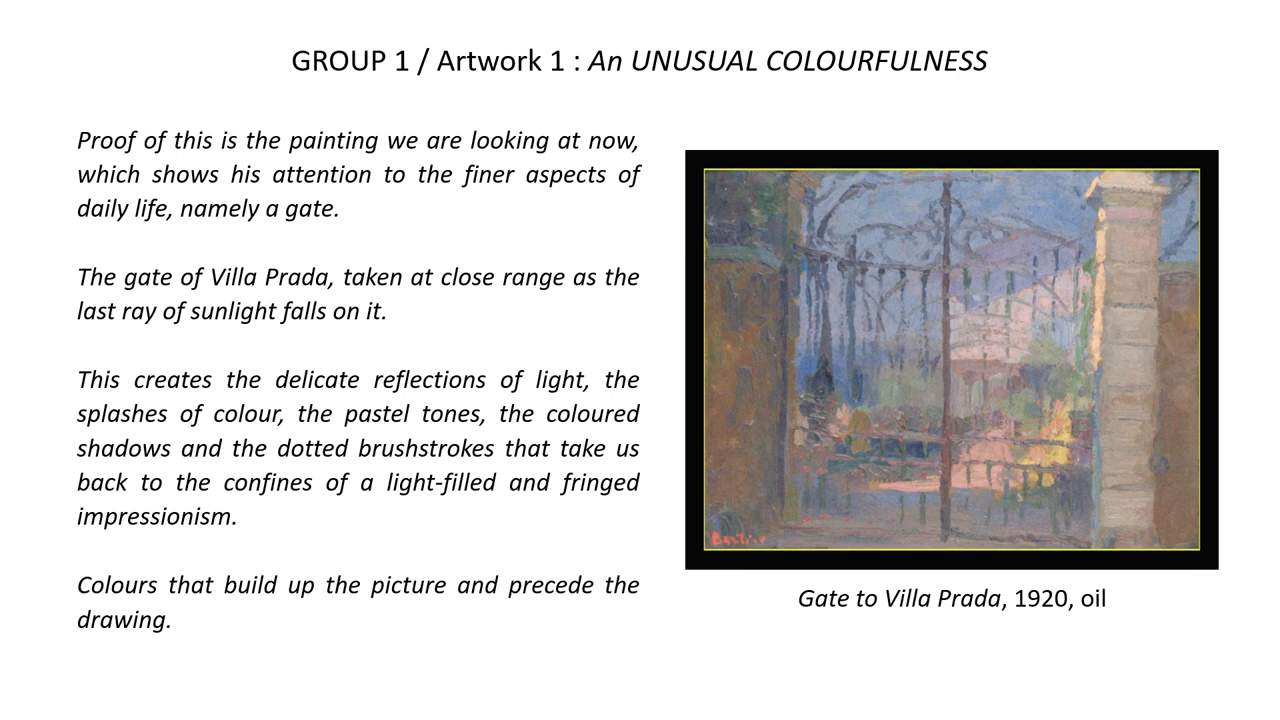 GROUP 1 / Artwork 1 : An UNUSUAL COLOURFULNESS
Proof of this is the painting we are looking at now,
which shows his attention to the finer aspects of
daily life, namely a gate.
The gate of Villa Prada, taken at close range as the
last ray of sunlight falls on it.
This creates the delicate reflections of light, the
splashes of colour, the pastel tones, the coloured
shadows and the dotted brushstrokes that take us
back to the confines of a light-filled and fringed
impressionism.
Colours that build up the picture and precede the
drawing.
Gate to Villa Prada, 1920, oil